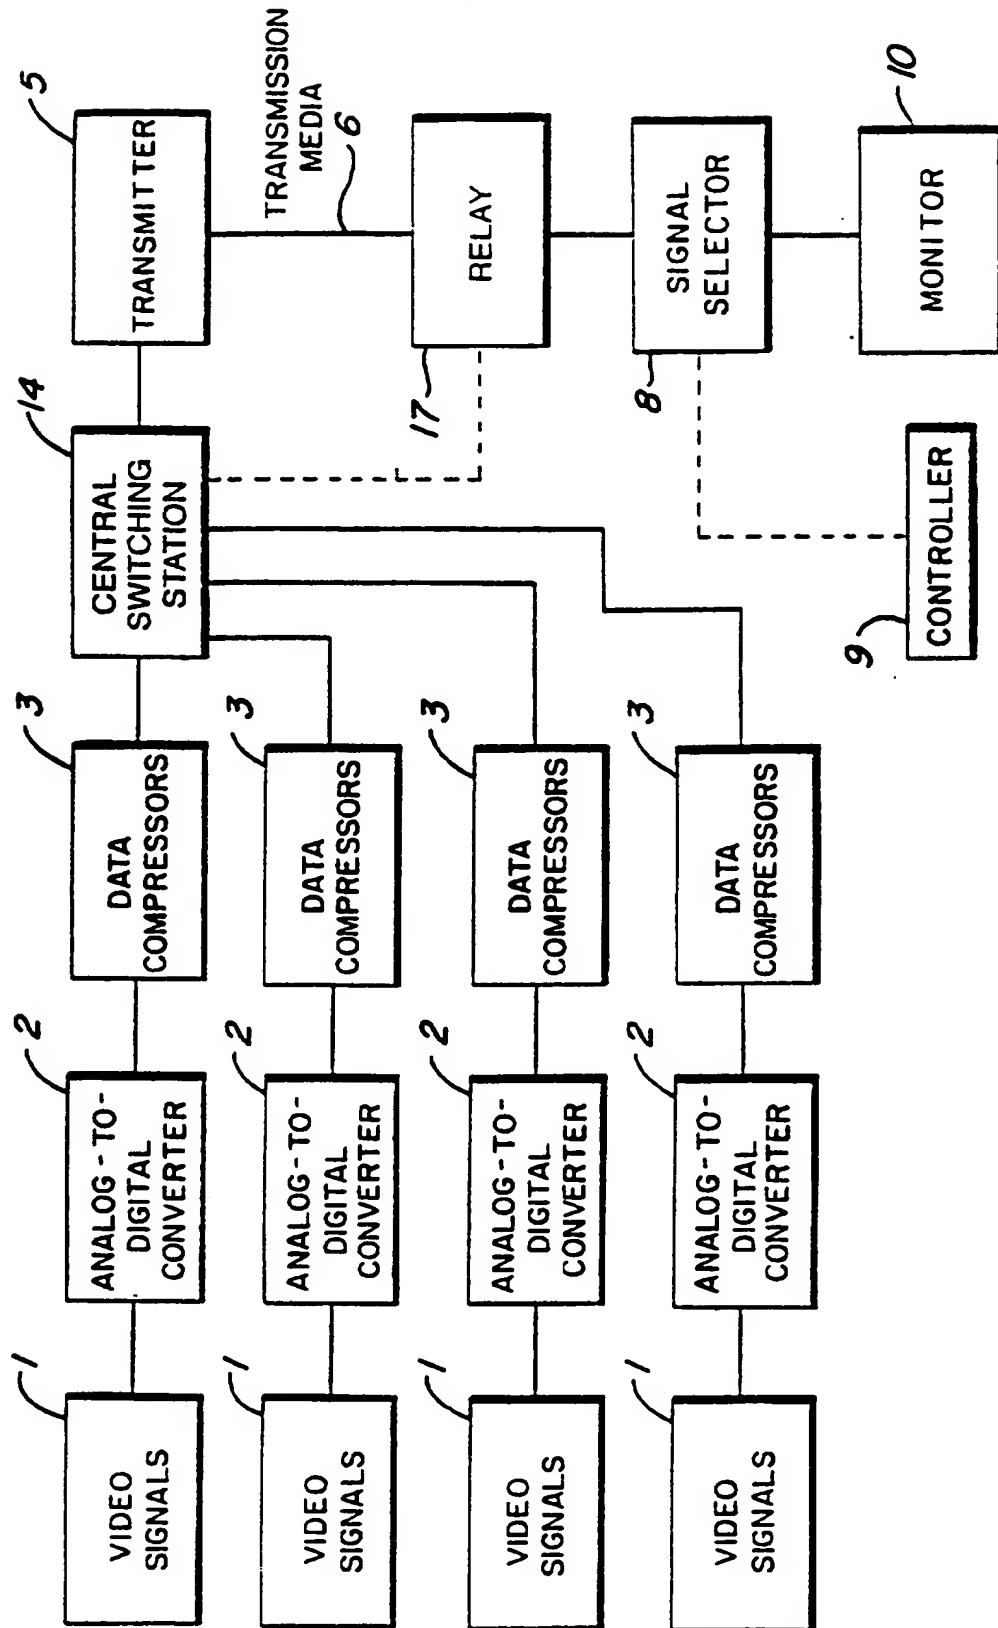 1
VIDEO
SIGNALS
2
ANALOG-TO-
DIGITAL
CONVERTER
3
DATA
COMPRESSORS
14
CENTRAL
SWITCHING
STATION
5
TRANSMITTER
1
VIDEO
SIGNALS
2
ANALOG-TO-
DIGITAL
CONVERTER
3
DATA
COMPRESSORS
TRANSMISSION
MEDIA
6
1
VIDEO
SIGNALS
2
ANALOG-TO-
DIGITAL
CONVERTER
3
DATA
COMPRESSORS
17
RELAY
1
VIDEO
SIGNALS
2
ANALOG-TO-
DIGITAL
CONVERTER
3
DATA
COMPRESSORS
8
SIGNAL
SELECTOR
9
CONTROLLER
10
MONITOR